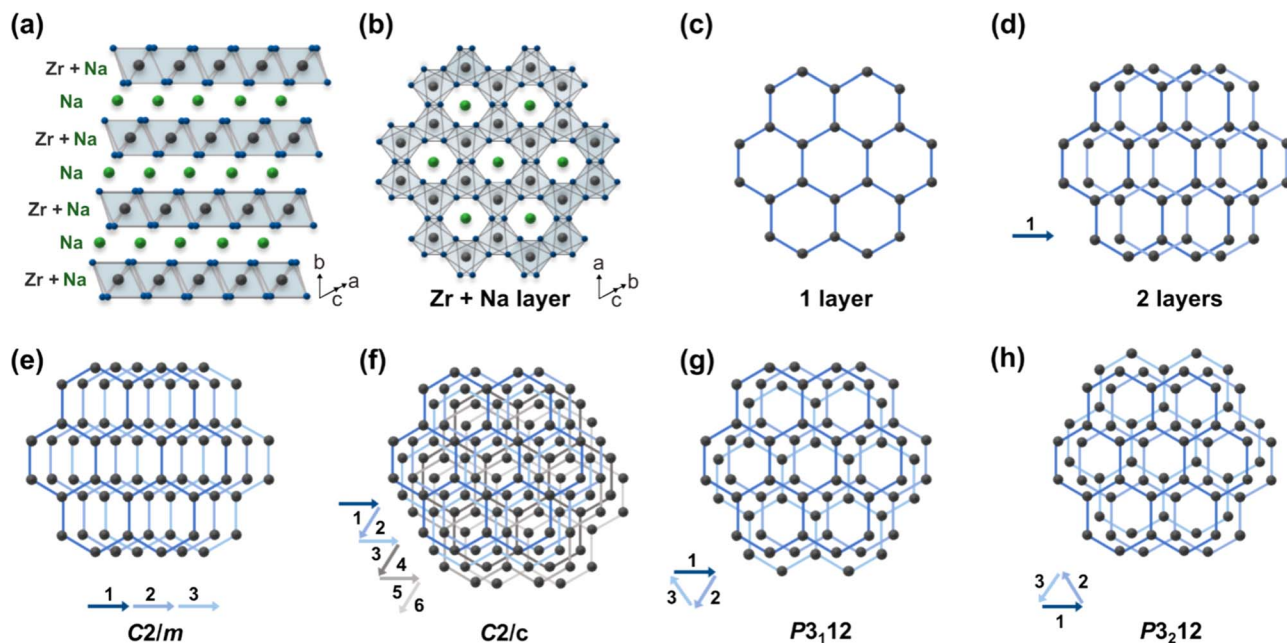 (a)
Zr + Na
Na
Zr + Na
Na
Zr + Na
Na
Zr + Na
b
a
c
(b)
a
b
c
Zr + Na layer
(c)
1 layer
(d)
1
2 layers
(e)
1 2 3
C2/m
(f)
1
2
3
4
5
6
C2/c
(g)
1
3 2
P3₁12
(h)
3 2
1
P3₂12